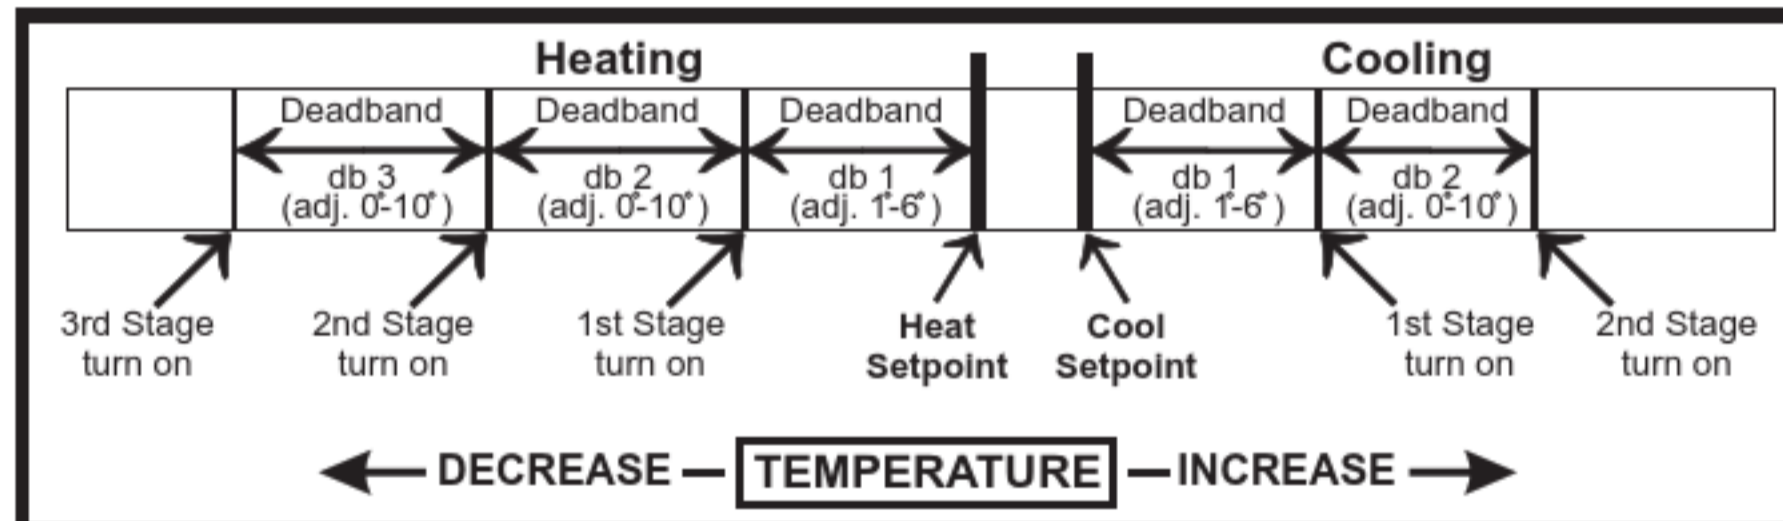 Heating
Cooling
Deadband
Deadband
Deadband
Deadband
Deadband
db 3
db 2
db 1
db 1
db 2
(adj. 0°-10°)
(adj. 0°-10°)
(adj. 1°-6°)
(adj. 1°-6°)
(adj. 0°-10°)
3rd Stage
turn on
2nd Stage
turn on
1st Stage
turn on
Heat
Setpoint
Cool
Setpoint
1st Stage
turn on
2nd Stage
turn on
DECREASE — TEMPERATURE — INCREASE